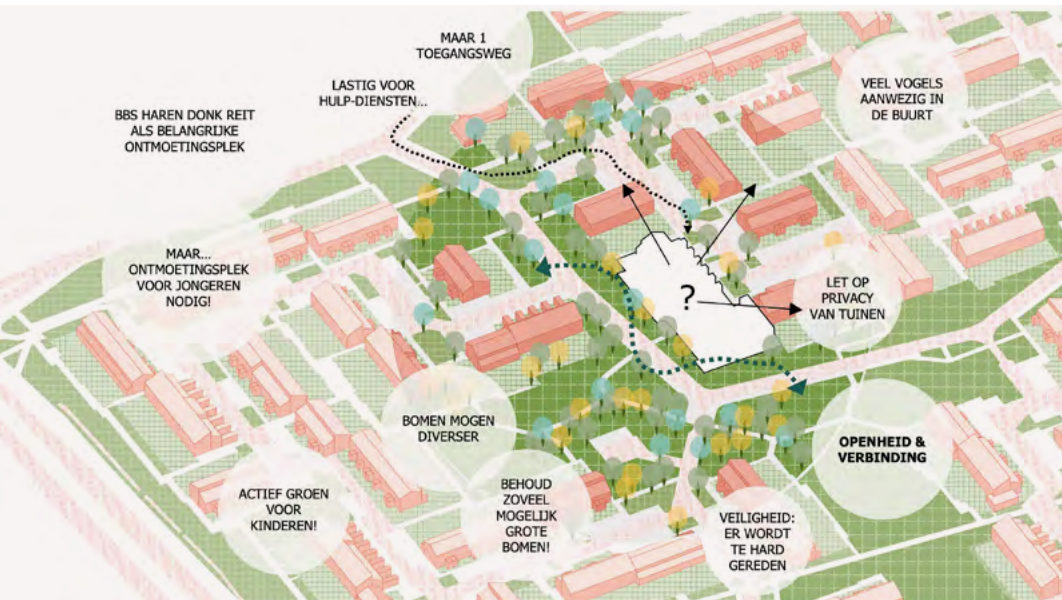 MAAR 1
TOEGANGSWEG
LASTIG VOOR
HULP-DIENSTEN...
BBS HAREN DONK REIT
ALS BELANGRIJKE
ONTMOETINGSPLEK
VEEL VOGELS
AANWEZIG IN
DE BUURT
MAAR...
ONTMOETINGSPLEK
VOOR JONGEREN
NODIG!
?
LET OP
PRIVACY
VAN TUINEN
BOMEN MOGEN
DIVERSER
OPENHEID &
VERBINDING
ACTIEF GROEN
VOOR
KINDEREN!
BEHOUD
ZOVEEL
MOGELIJK
GROTE
BOMEN!
VEILIGHEID:
ER WORDT
TE HARD
GEREDEN